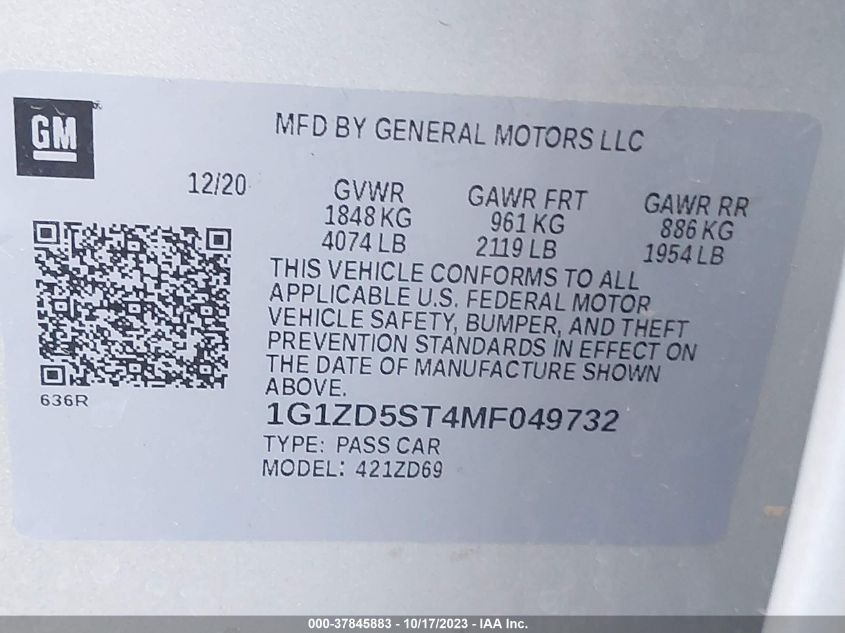 GM
MFD BY GENERAL MOTORS LLC
12/20
GVWR GAWR FRT GAWR RR
1848 KG 961 KG 886 KG
4074 LB 2119 LB 1954 LB
THIS VEHICLE CONFORMS TO ALL
APPLICABLE U.S. FEDERAL MOTOR
VEHICLE SAFETY, BUMPER, AND THEFT
PREVENTION STANDARDS IN EFFECT ON
THE DATE OF MANUFACTURE SHOWN
ABOVE.
636R
1G1ZD5ST4MF049732
TYPE: PASS CAR
MODEL: 421ZD69
000-37845883 - 10/17/2023 - IAA Inc.